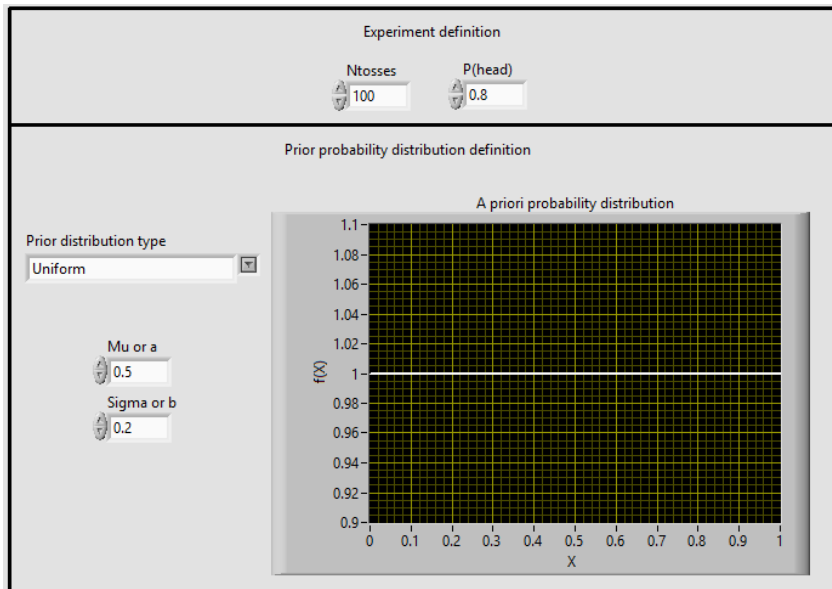 Experiment definition
Ntosses P(head)
100 0.8
Prior probability distribution definition
A priori probability distribution
Prior distribution type
Uniform
Mu or a
0.5
Sigma or b
0.2
f(X)
1.1
1.08
1.06
1.04
1.02
1
0.98
0.96
0.94
0.92
0.9
0 0.1 0.2 0.3 0.4 0.5 0.6 0.7 0.8 0.9 1
X